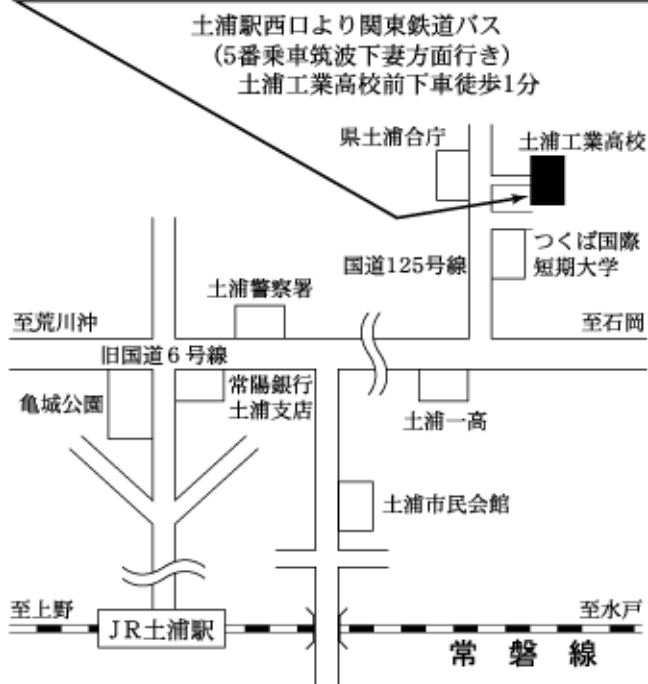 土浦駅西口より関東鉄道バス
(5番乗車筑波下妻方面行き)
土浦工業高校前下車徒歩1分
県土浦合庁
土浦工業高校
国道125号線
つくば国際
短期大学
土浦警察署
至荒川沖
至石岡
旧国道6号線
亀城公園
常陽銀行
土浦支店
土浦一高
土浦市民会館
至上野
JR土浦駅
至水戸
常磐線